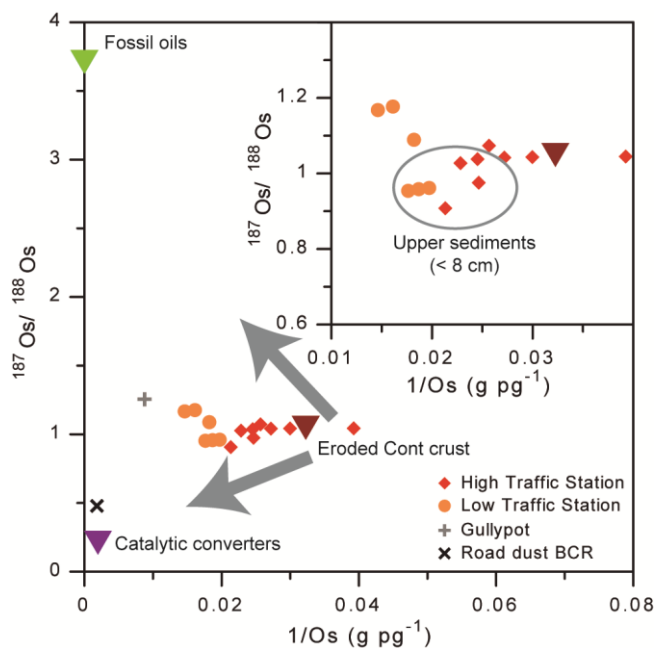 4
3
2
1
0
187Os/ 188Os
Fossil oils
1.2
1
0.8
0.6
187Os/ 188Os
Upper sediments
(< 8 cm)
0.01
0.02
0.03
1/Os (g pg-1)
Eroded Cont crust
High Traffic Station
Low Traffic Station
Gullypot
Road dust BCR
Catalytic converters
0
0.02
0.04
0.06
0.08
1/Os (g pg-1)